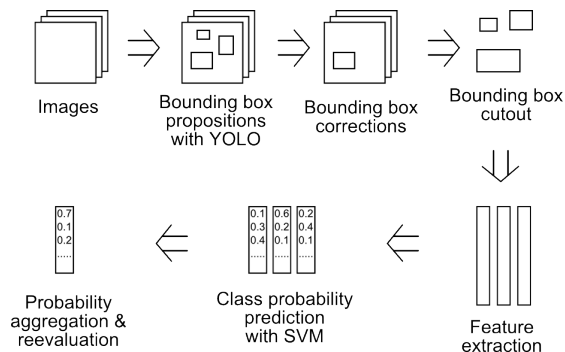 Images
Bounding box
propositions
with YOLO
Bounding box
corrections
Bounding box
cutout
0.7
0.1
0.2
.....
Probability
aggregation &
reevaluation
0.1 0.6 0.2
0.3 0.2 0.4
0.4 0.1 0.1
..... ..... .....
Class probability
prediction
with SVM
Feature
extraction